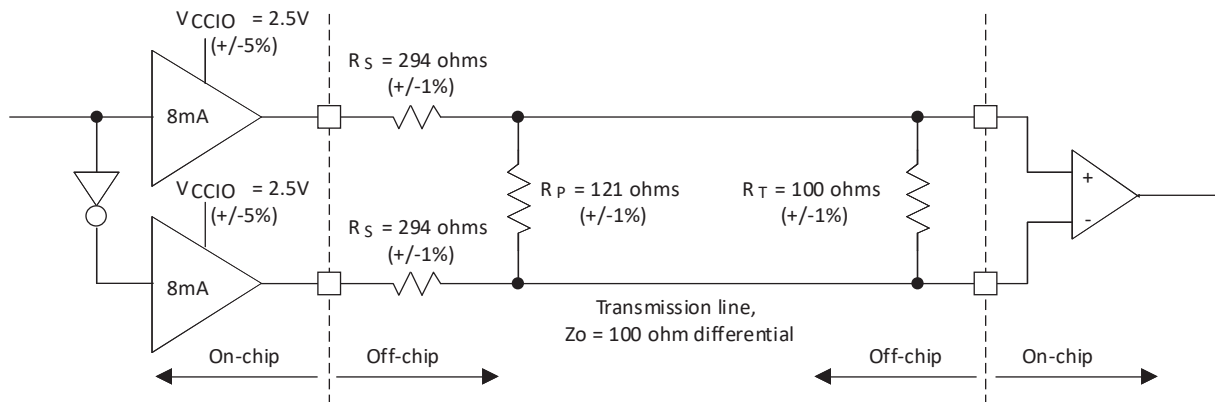 VCCIO = 2.5V
(+/-5%)
8mA
RS = 294 ohms
(+/-1%)
VCCIO = 2.5V
(+/-5%)
8mA
RS = 294 ohms
(+/-1%)
RP = 121 ohms
(+/-1%)
RT = 100 ohms
(+/-1%)
+
-
Transmission line,
Zo = 100 ohm differential
On-chip
Off-chip
Off-chip
On-chip